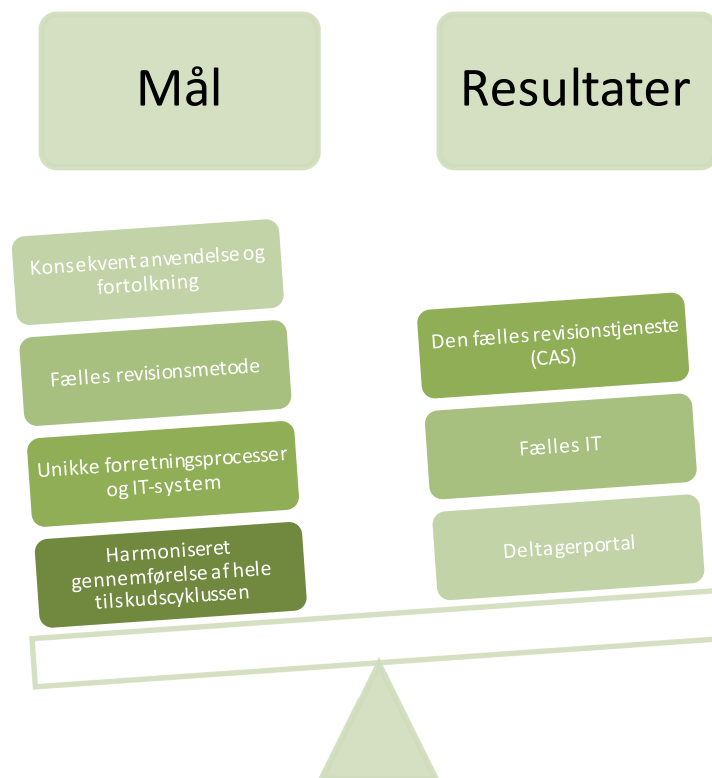 Mål
Resultater
Konsekvent anvendelse og
fortolkning
Fælles revisionsmetode
Unikke forretningsprocesser
og IT-system
Harmoniseret
gennemførelse af hele
tilskudscyklussen
Den fælles revisionstjeneste
(CAS)
Fælles IT
Deltagerportal